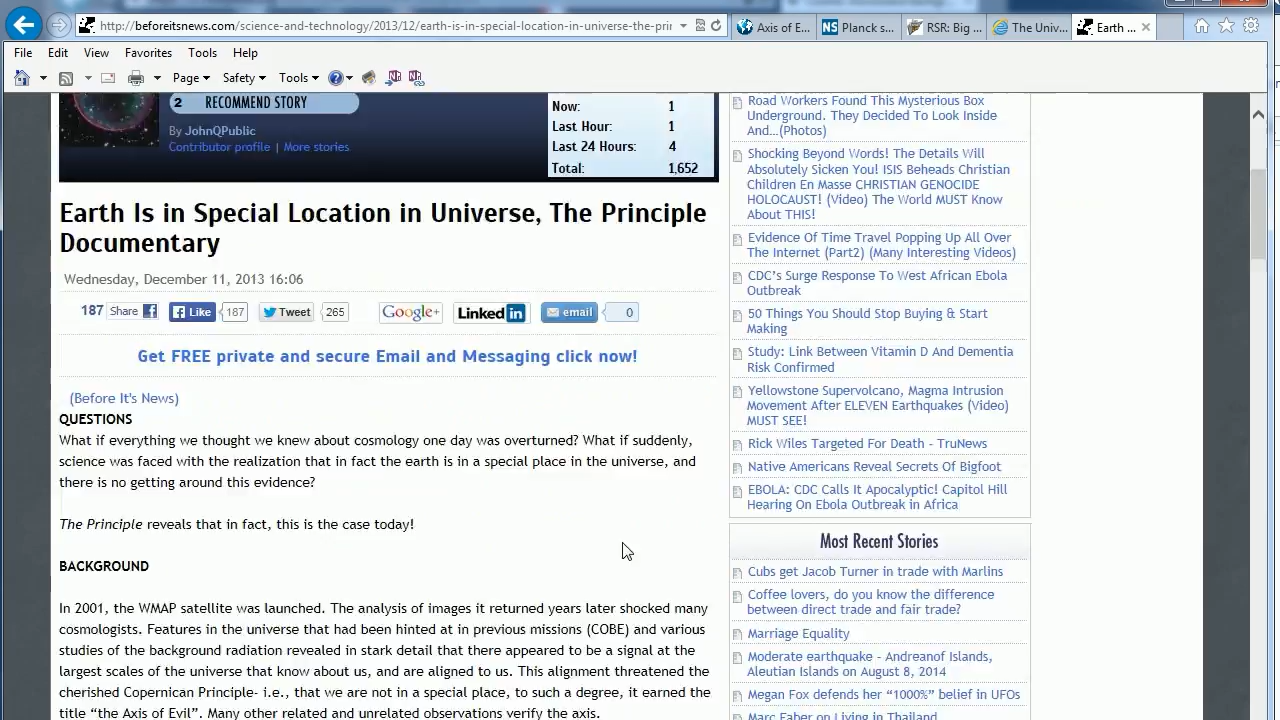 http://beforeitsnews.com/science-and-technology/2013/12/earth-is-in-special-location-in-universe-the-pri
Axis of E...
NS Planck s...
RSR: Big ...
The Univ...
Earth ...
File Edit View Favorites Tools Help
Page Safety Tools
2 RECOMMEND STORY
By JohnQPublic
Contributor profile | More stories
Now: 1
Last Hour: 1
Last 24 Hours: 4
Total: 1,652
Earth Is in Special Location in Universe, The Principle
Documentary
Wednesday, December 11, 2013 16:06
187 Share Like 187 Tweet 265 Google+ Linked in email 0
Get FREE private and secure Email and Messaging click now!
(Before It's News)
QUESTIONS
What if everything we thought we knew about cosmology one day was overturned? What if suddenly,
science was faced with the realization that in fact the earth is in a special place in the universe, and
there is no getting around this evidence?
The Principle reveals that in fact, this is the case today!
BACKGROUND
In 2001, the WMAP satellite was launched. The analysis of images it returned years later shocked many
cosmologists. Features in the universe that had been hinted at in previous missions (COBE) and various
studies of the background radiation revealed in stark detail that there appeared to be a signal at the
largest scales of the universe that know about us, and are aligned to us. This alignment threatened the
cherished Copernican Principle- i.e., that we are not in a special place, to such a degree, it earned the
title “the Axis of Evil”. Many other related and unrelated observations verify the axis.
Road Workers Found This Mysterious Box
Underground. They Decided To Look Inside
And...(Photos)
Shocking Beyond Words! The Details Will
Absolutely Sicken You! ISIS Beheads Christian
Children En Masse CHRISTIAN GENOCIDE
HOLOCAUST! (Video) The World MUST Know
About THIS!
Evidence Of Time Travel Popping Up All Over
The Internet (Part2) (Many Interesting Videos)
CDC’s Surge Response To West African Ebola
Outbreak
50 Things You Should Stop Buying & Start
Making
Study: Link Between Vitamin D And Dementia
Risk Confirmed
Yellowstone Supervolcano, Magma Intrusion
Movement After ELEVEN Earthquakes (Video)
MUST SEE!
Rick Wiles Targeted For Death - TruNews
Native Americans Reveal Secrets Of Bigfoot
EBOLA: CDC Calls It Apocalyptic! Capitol Hill
Hearing On Ebola Outbreak in Africa
Most Recent Stories
Cubs get Jacob Turner in trade with Marlins
Coffee lovers, do you know the difference
between direct trade and fair trade?
Marriage Equality
Moderate earthquake - Andreanof Islands,
Aleutian Islands on August 8, 2014
Megan Fox defends her “1000%” belief in UFOs
Marc Faber on Living in Thailand